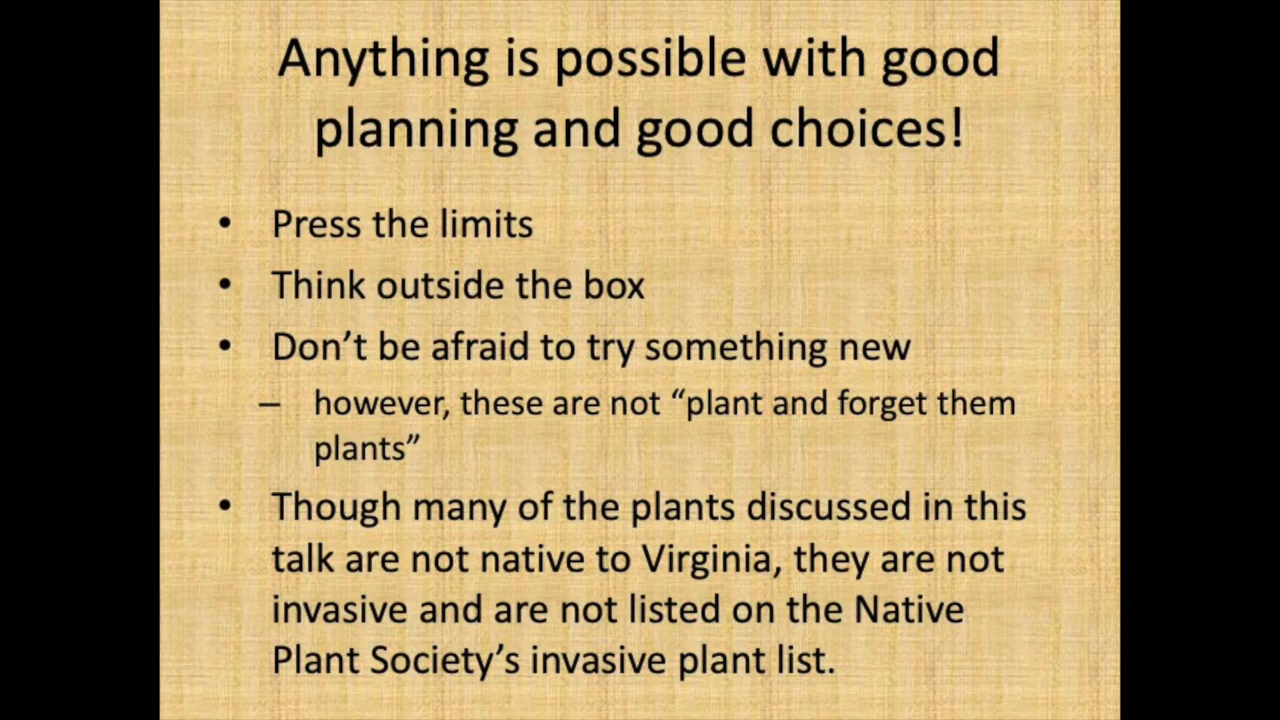 Anything is possible with good
planning and good choices!
• Press the limits
• Think outside the box
• Don’t be afraid to try something new
– however, these are not “plant and forget them
plants”
• Though many of the plants discussed in this
talk are not native to Virginia, they are not
invasive and are not listed on the Native
Plant Society’s invasive plant list.